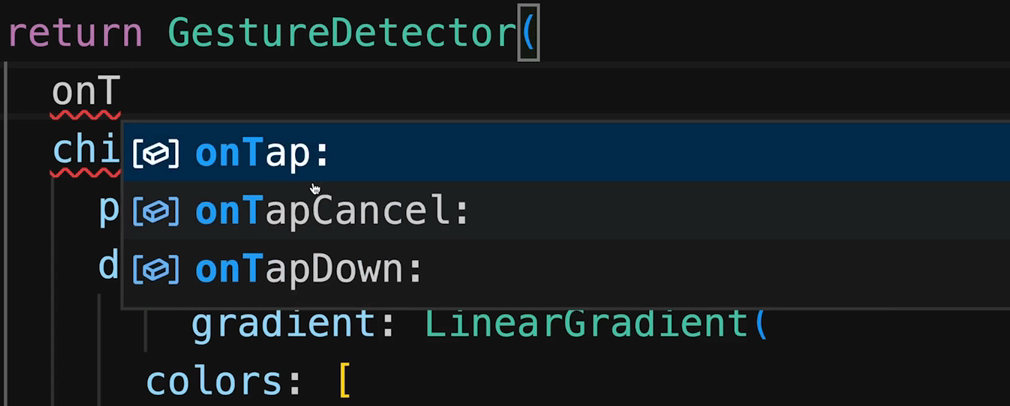 return GestureDetector(
onT
chi
onTap:
p
onTapCancel:
d
onTapDown:
gradient: LinearGradient(
colors: [